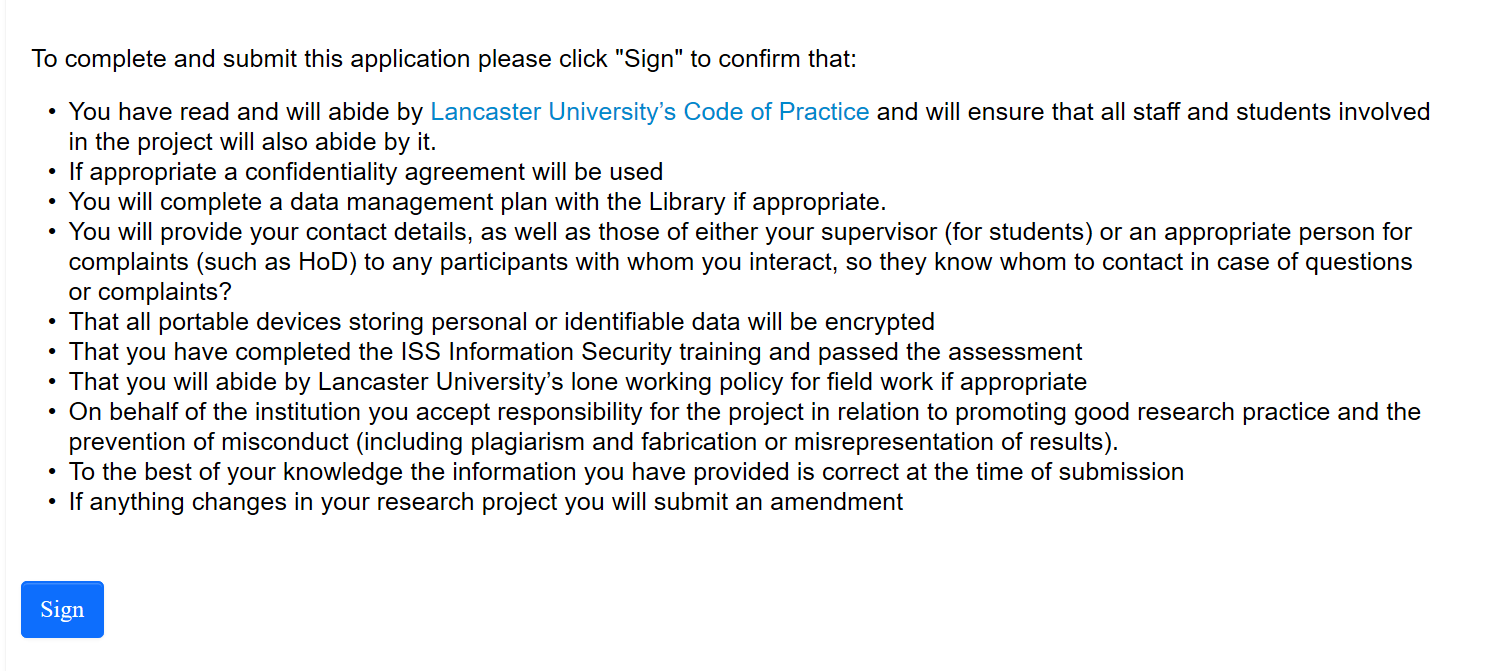 To complete and submit this application please click "Sign" to confirm that:
• You have read and will abide by Lancaster University’s Code of Practice and will ensure that all staff and students involved
in the project will also abide by it.
• If appropriate a confidentiality agreement will be used
• You will complete a data management plan with the Library if appropriate.
• You will provide your contact details, as well as those of either your supervisor (for students) or an appropriate person for
complaints (such as HoD) to any participants with whom you interact, so they know whom to contact in case of questions
or complaints?
• That all portable devices storing personal or identifiable data will be encrypted
• That you have completed the ISS Information Security training and passed the assessment
• That you will abide by Lancaster University’s lone working policy for field work if appropriate
• On behalf of the institution you accept responsibility for the project in relation to promoting good research practice and the
prevention of misconduct (including plagiarism and fabrication or misrepresentation of results).
• To the best of your knowledge the information you have provided is correct at the time of submission
• If anything changes in your research project you will submit an amendment
Sign